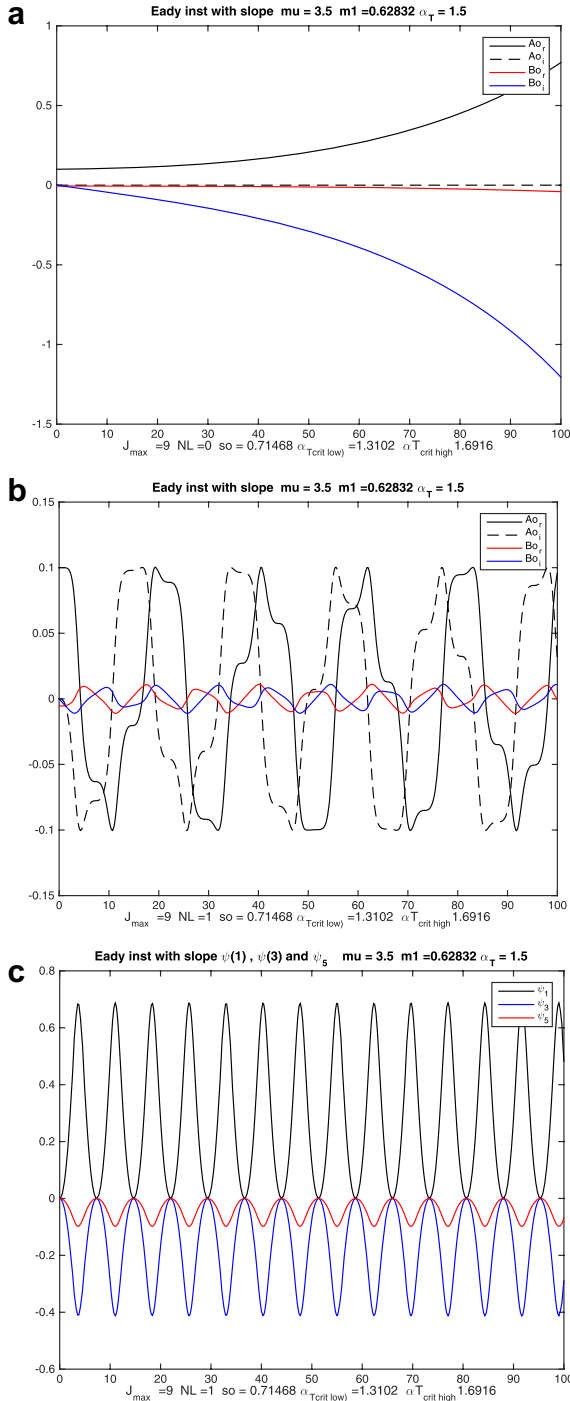 a
Eady inst with slope mu = 3.5 m1 =0.62832 α_T = 1.5
1
0.5
0
-0.5
-1
-1.5
Ao_r
Ao_i
Bo_r
Bo_i
0 10 20 30 40 50 60 70 80 90 100
J_max =9 NL =0 so = 0.71468 α_Tcrit low) =1.3102 αT_crit high 1.6916
b
Eady inst with slope mu = 3.5 m1 =0.62832 α_T = 1.5
0.15
0.1
0.05
0
-0.05
-0.1
-0.15
Ao_r
Ao_i
Bo_r
Bo_i
0 10 20 30 40 50 60 70 80 90 100
J_max =9 NL =1 so = 0.71468 α_Tcrit low) =1.3102 αT_crit high 1.6916
c
Eady inst with slope ψ(1) , ψ(3) and ψ_5 mu = 3.5 m1 =0.62832 α_T = 1.5
0.8
0.6
0.4
0.2
0
-0.2
-0.4
-0.6
ψ_1
ψ_3
ψ_5
0 10 20 30 40 50 60 70 80 90 100
J_max =9 NL =1 so = 0.71468 α_Tcrit low) =1.3102 αT_crit high 1.6916